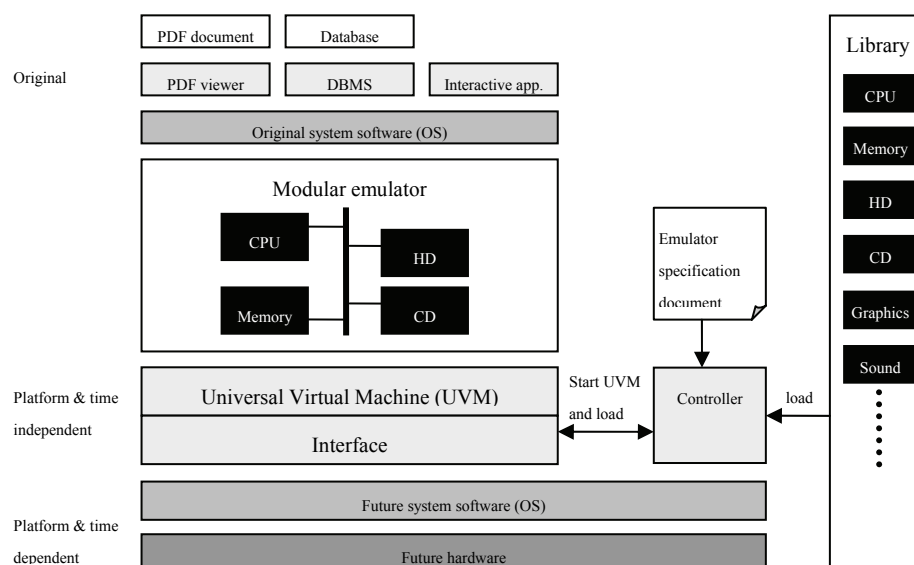 PDF document
Database
Library
Original
PDF viewer
DBMS
Interactive app.
CPU
Original system software (OS)
Memory
Modular emulator
HD
CPU
HD
Emulator
specification
document
CD
Memory
CD
Graphics
Sound
Platform & time
independent
Universal Virtual Machine (UVM)
Interface
Start UVM
and load
Controller
load
Future system software (OS)
Platform & time
dependent
Future hardware